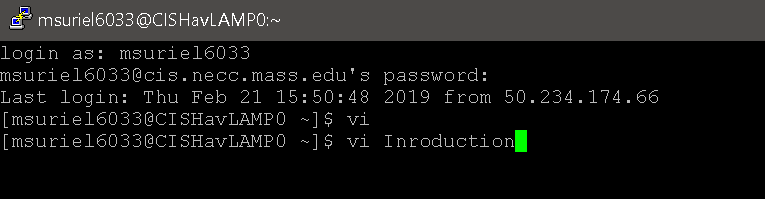 msuriel6033@CISHavLAMP0:~
login as: msuriel6033
msuriel6033@cis.necc.mass.edu's password:
Last login: Thu Feb 21 15:50:48 2019 from 50.234.174.66
[msuriel6033@CISHavLAMP0 ~]$ vi
[msuriel6033@CISHavLAMP0 ~]$ vi Inroduction